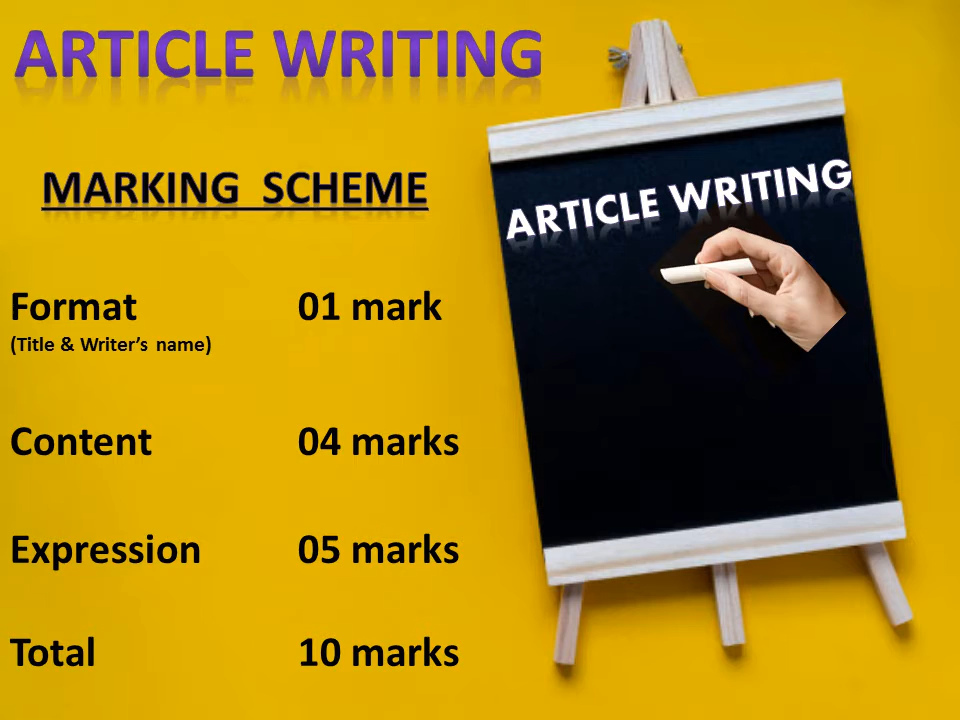 ARTICLE WRITING
MARKING SCHEME
Format 01 mark
(Title & Writer's name)
Content 04 marks
Expression 05 marks
Total 10 marks
ARTICLE WRITING